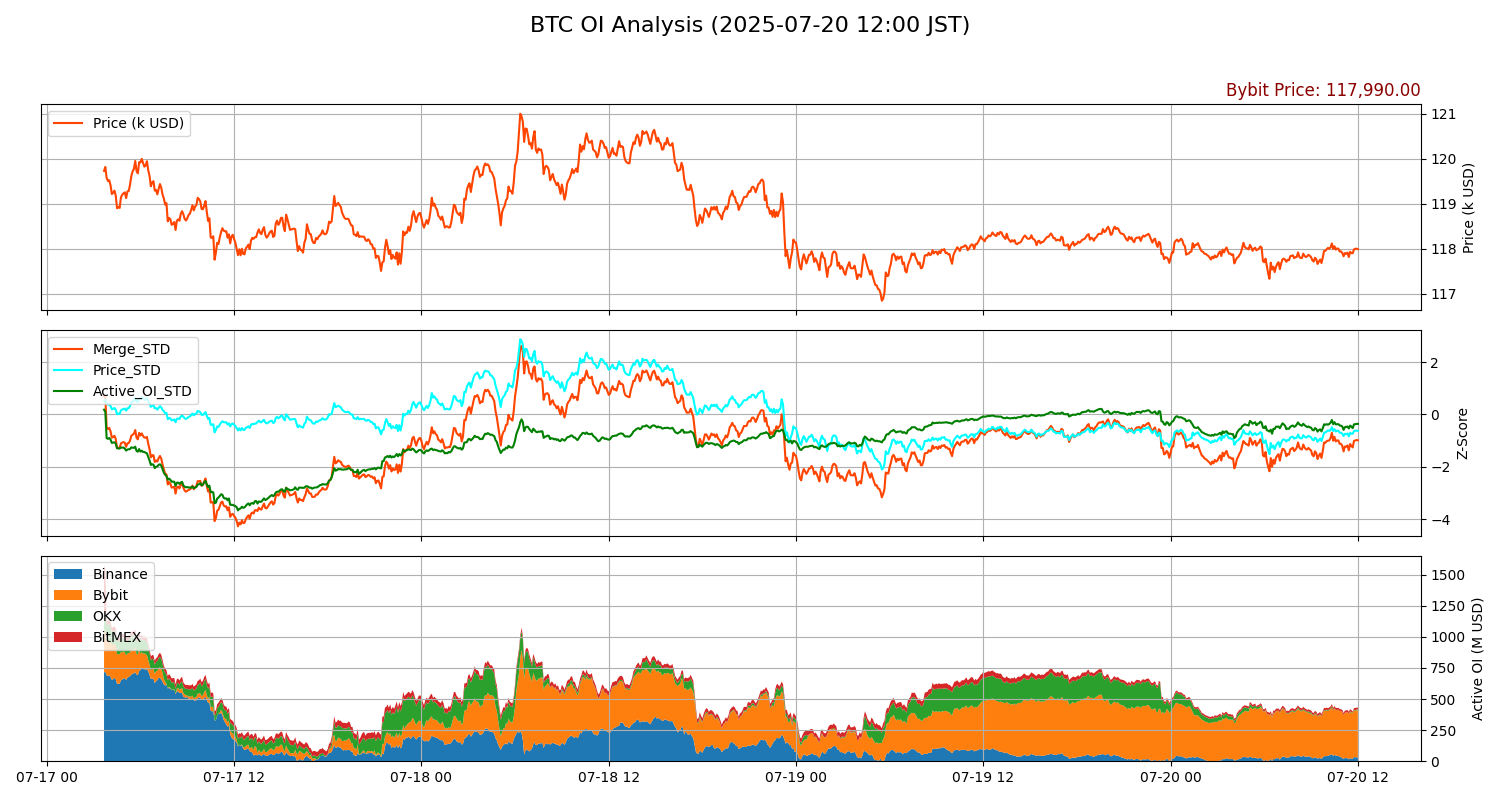 BTC OI Analysis (2025-07-20 12:00 JST)
Bybit Price: 117,990.00
Price (k USD)
121
120
119
118
117
Price (k USD)
Merge_STD
Price_STD
Active_OI_STD
2
0
−2
−4
Z-Score
Binance
Bybit
OKX
BitMEX
1500
1250
1000
750
500
250
0
Active OI (M USD)
07-17 00
07-17 12
07-18 00
07-18 12
07-19 00
07-19 12
07-20 00
07-20 12